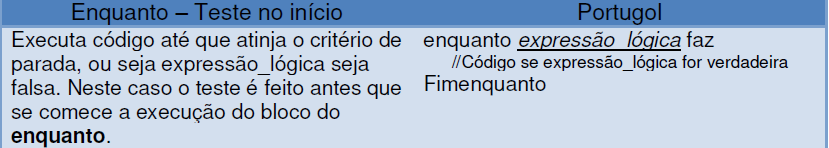 Enquanto – Teste no início
Portugol
Executa código até que atinja o critério de
parada, ou seja expressão_lógica seja
falsa. Neste caso o teste é feito antes que
se comece a execução do bloco do
enquanto.
enquanto expressão_lógica faz
//Código se expressão_lógica for verdadeira
Fimenquanto